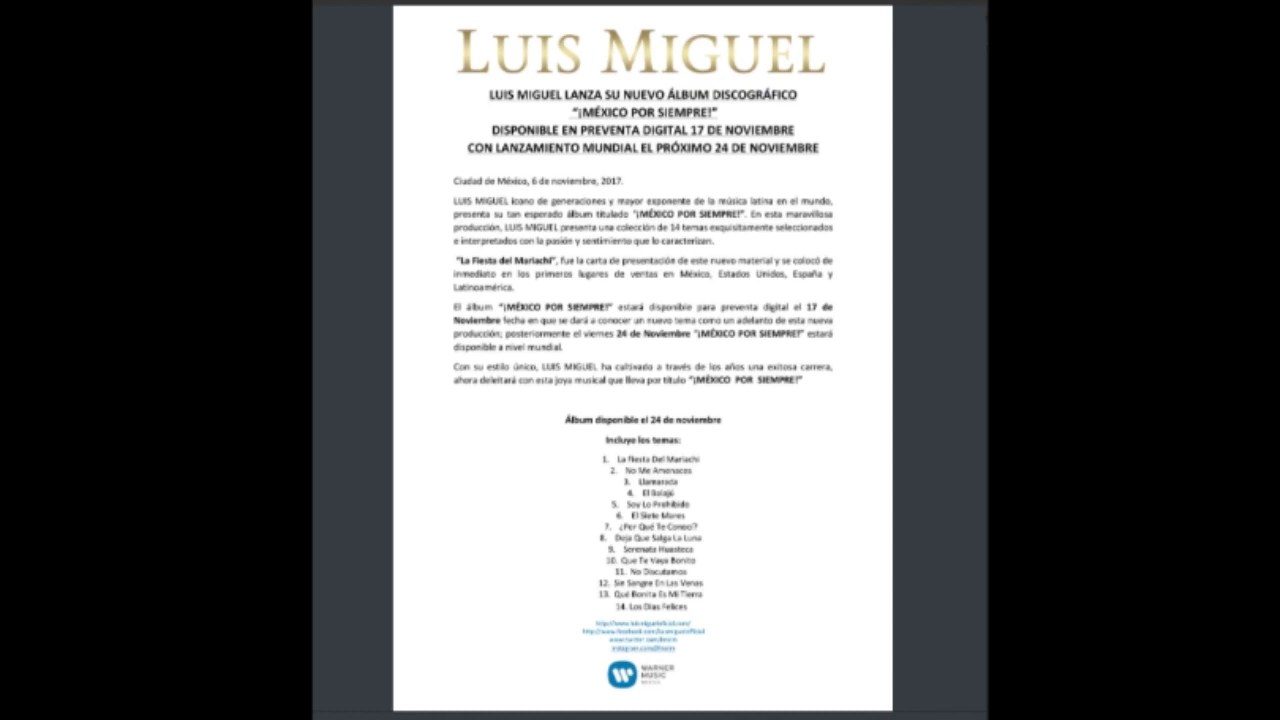 LUIS MIGUEL
LUIS MIGUEL LANZA SU NUEVO ÁLBUM DISCOGRÁFICO
“¡MÉXICO POR SIEMPRE!”
DISPONIBLE EN PREVENTA DIGITAL 17 DE NOVIEMBRE
CON LANZAMIENTO MUNDIAL EL PRÓXIMO 24 DE NOVIEMBRE
Ciudad de México, 6 de noviembre, 2017.
LUIS MIGUEL ícono de generaciones y mayor exponente de la música latina en el mundo,
presenta su tan esperado álbum titulado “¡MÉXICO POR SIEMPRE!”. En esta maravillosa
producción, LUIS MIGUEL presenta una colección de 14 temas exquisitamente seleccionados
e interpretados con la pasión y sentimiento que lo caracterizan.
“La Fiesta del Mariachi”, fue la carta de presentación de este nuevo material y se colocó de
inmediato en los primeros lugares de ventas en México, Estados Unidos, España y
Latinoamérica.
El álbum “¡MÉXICO POR SIEMPRE!” estará disponible para preventa digital el 17 de
Noviembre fecha en que se dará a conocer un nuevo tema como un adelanto de esta nueva
producción; posteriormente el viernes 24 de Noviembre “¡MÉXICO POR SIEMPRE!” estará
disponible a nivel mundial.
Con su estilo único, LUIS MIGUEL ha cultivado a través de los años una exitosa carrera,
ahora deleitará con esta joya musical que lleva por título “¡MÉXICO POR SIEMPRE!”
Álbum disponible el 24 de noviembre
Incluye los temas:
1. La Fiesta Del Mariachi
2. No Me Amenaces
3. Llamarada
4. El Balajú
5. Soy Lo Prohibido
6. El Siete Mares
7. ¿Por Qué Te Conocí?
8. Deja Que Salga La Luna
9. Serenata Huasteca
10. Que Te Vaya Bonito
11. No Discutamos
12. Sin Sangre En Las Venas
13. Qué Bonita Es Mi Tierra
14. Los Días Felices
WARNER
MUSIC